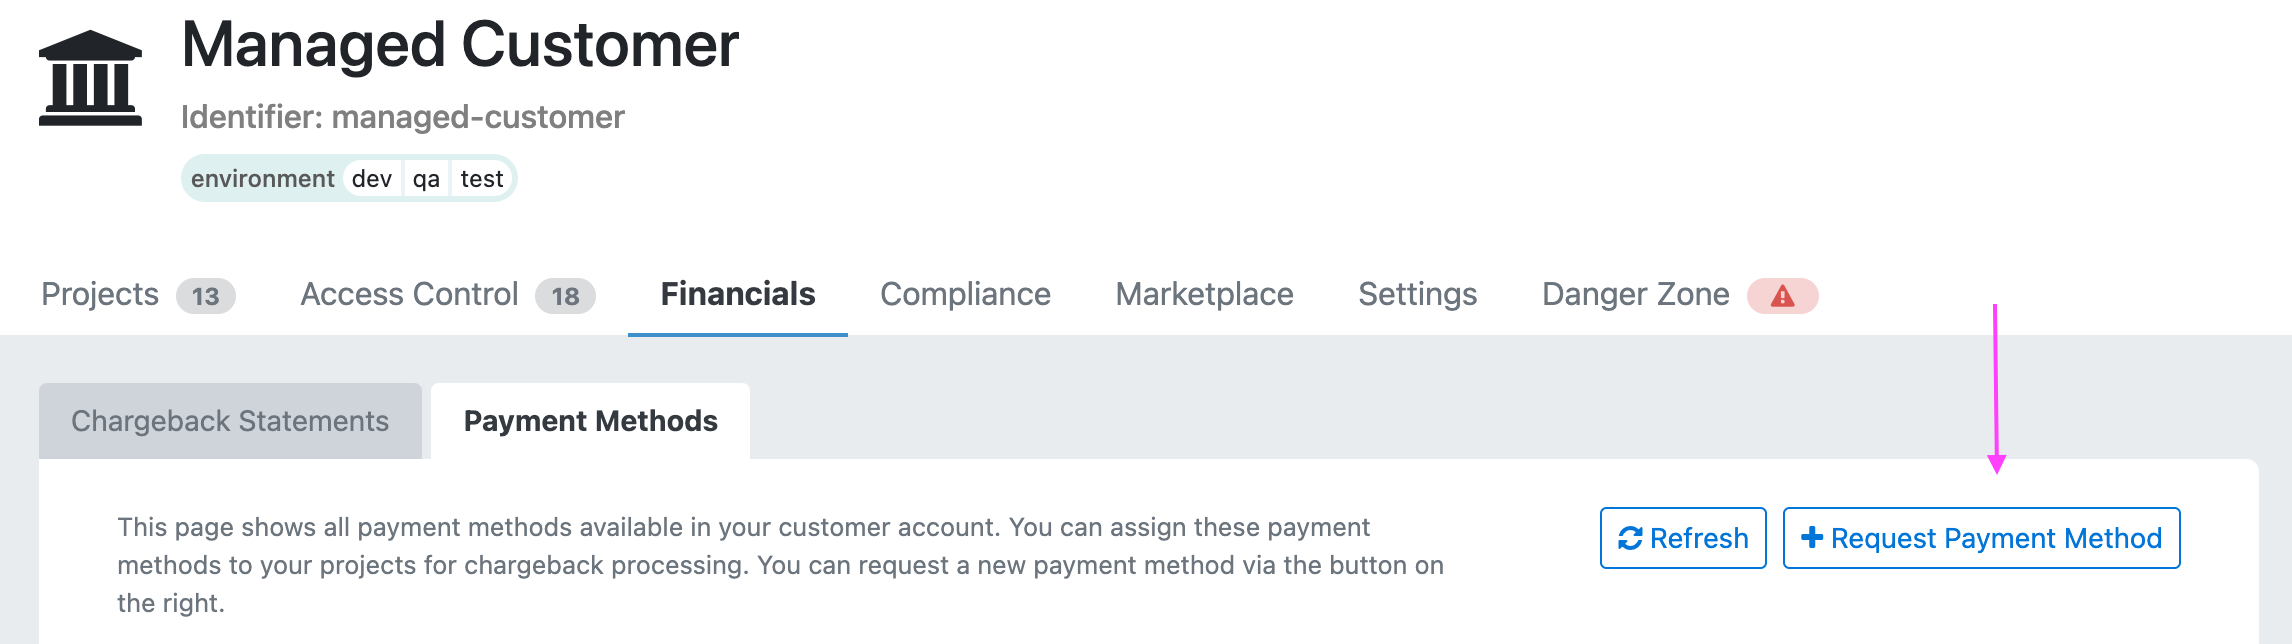 Managed Customer
Identifier: managed-customer
environment dev qa test
Projects 13 Access Control 18 Financials Compliance Marketplace Settings Danger Zone
Chargeback Statements Payment Methods
This page shows all payment methods available in your customer account. You can assign these payment
methods to your projects for chargeback processing. You can request a new payment method via the button on
the right.
Refresh Request Payment Method